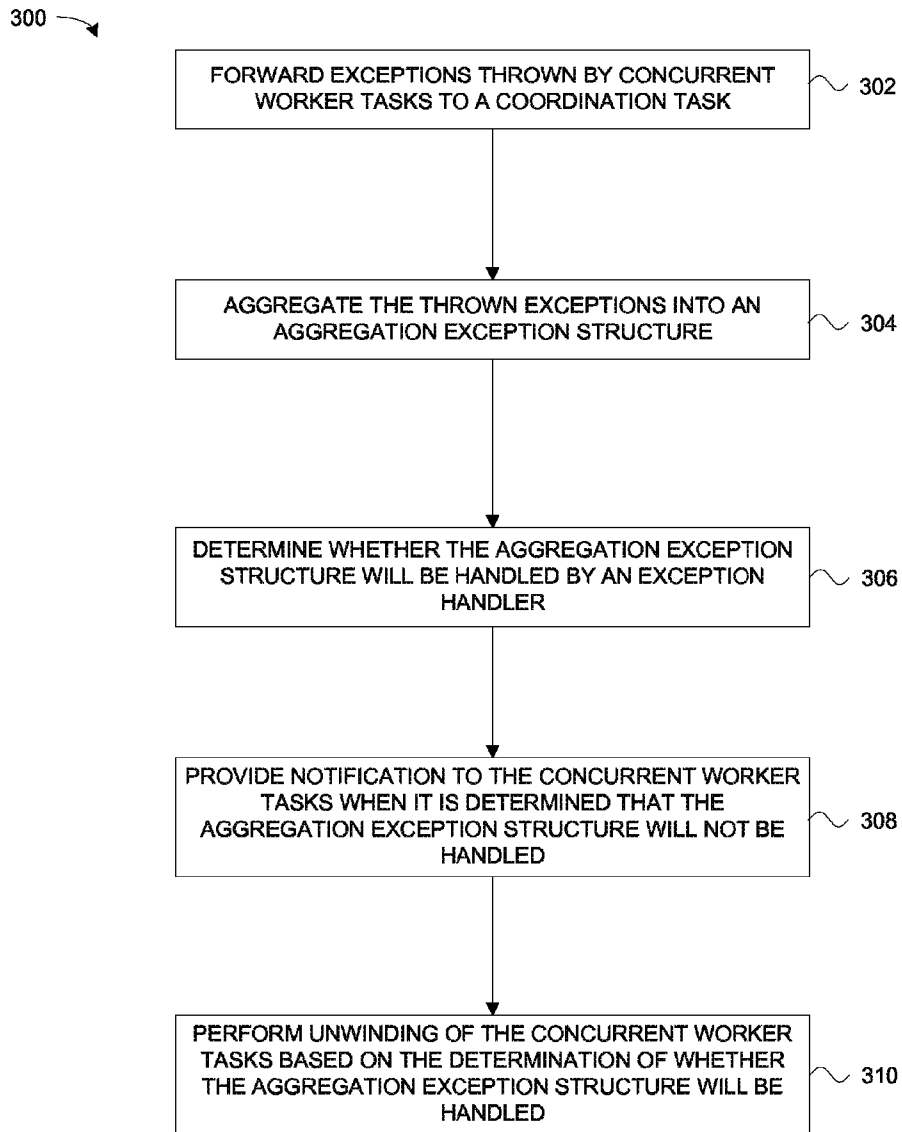 300
FORWARD EXCEPTIONS THROWN BY CONCURRENT
WORKER TASKS TO A COORDINATION TASK
302
AGGREGATE THE THROWN EXCEPTIONS INTO AN
AGGREGATION EXCEPTION STRUCTURE
304
DETERMINE WHETHER THE AGGREGATION EXCEPTION
STRUCTURE WILL BE HANDLED BY AN EXCEPTION
HANDLER
306
PROVIDE NOTIFICATION TO THE CONCURRENT WORKER
TASKS WHEN IT IS DETERMINED THAT THE
AGGREGATION EXCEPTION STRUCTURE WILL NOT BE
HANDLED
308
PERFORM UNWINDING OF THE CONCURRENT WORKER
TASKS BASED ON THE DETERMINATION OF WHETHER
THE AGGREGATION EXCEPTION STRUCTURE WILL BE
HANDLED
310